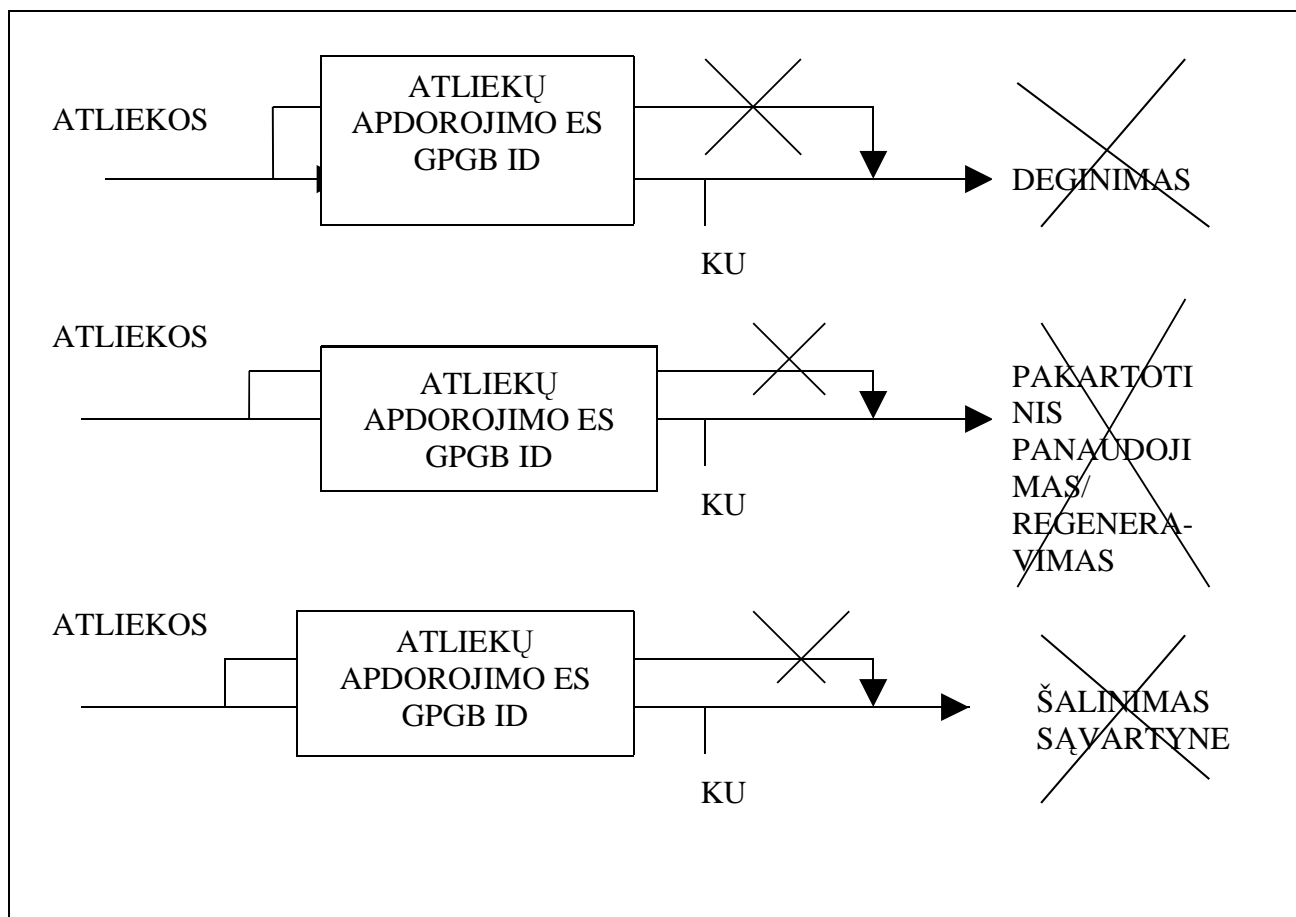 ATLIEKOS
ATLIEKŲ
APDOROJIMO ES
GPGB ID
DEGINIMAS
KU
ATLIEKOS
ATLIEKŲ
APDOROJIMO ES
GPGB ID
PAKARTOTI
NIS
PANAUDOJI
MAS/
REGENERA-
VIMAS
KU
ATLIEKOS
ATLIEKŲ
APDOROJIMO ES
GPGB ID
ŠALINIMAS
SĄVARTYNE
KU